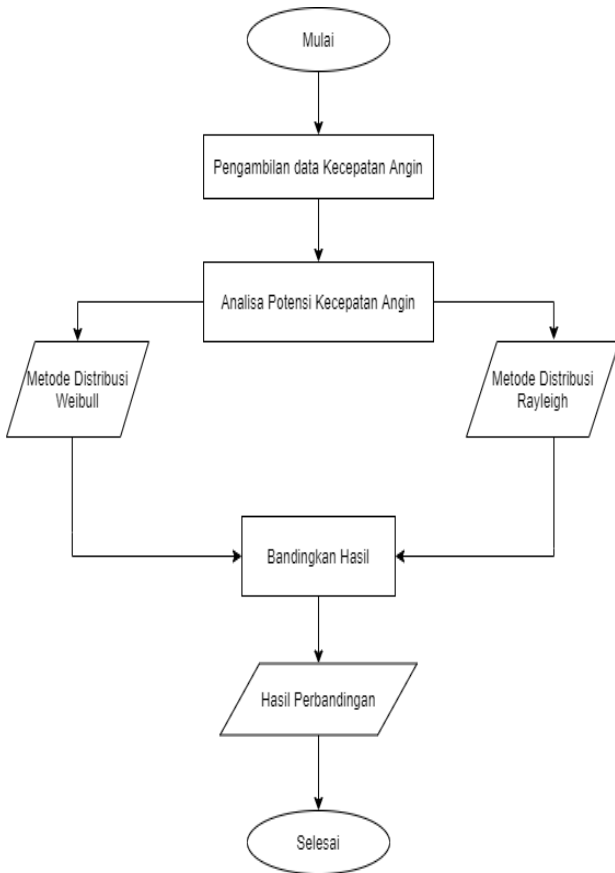 Mulai
Pengambilan data Kecepatan Angin
Analisa Potensi Kecepatan Angin
Metode Distribusi
Weibull
Metode Distribusi
Rayleigh
Bandingkan Hasil
Hasil Perbandingan
Selesai